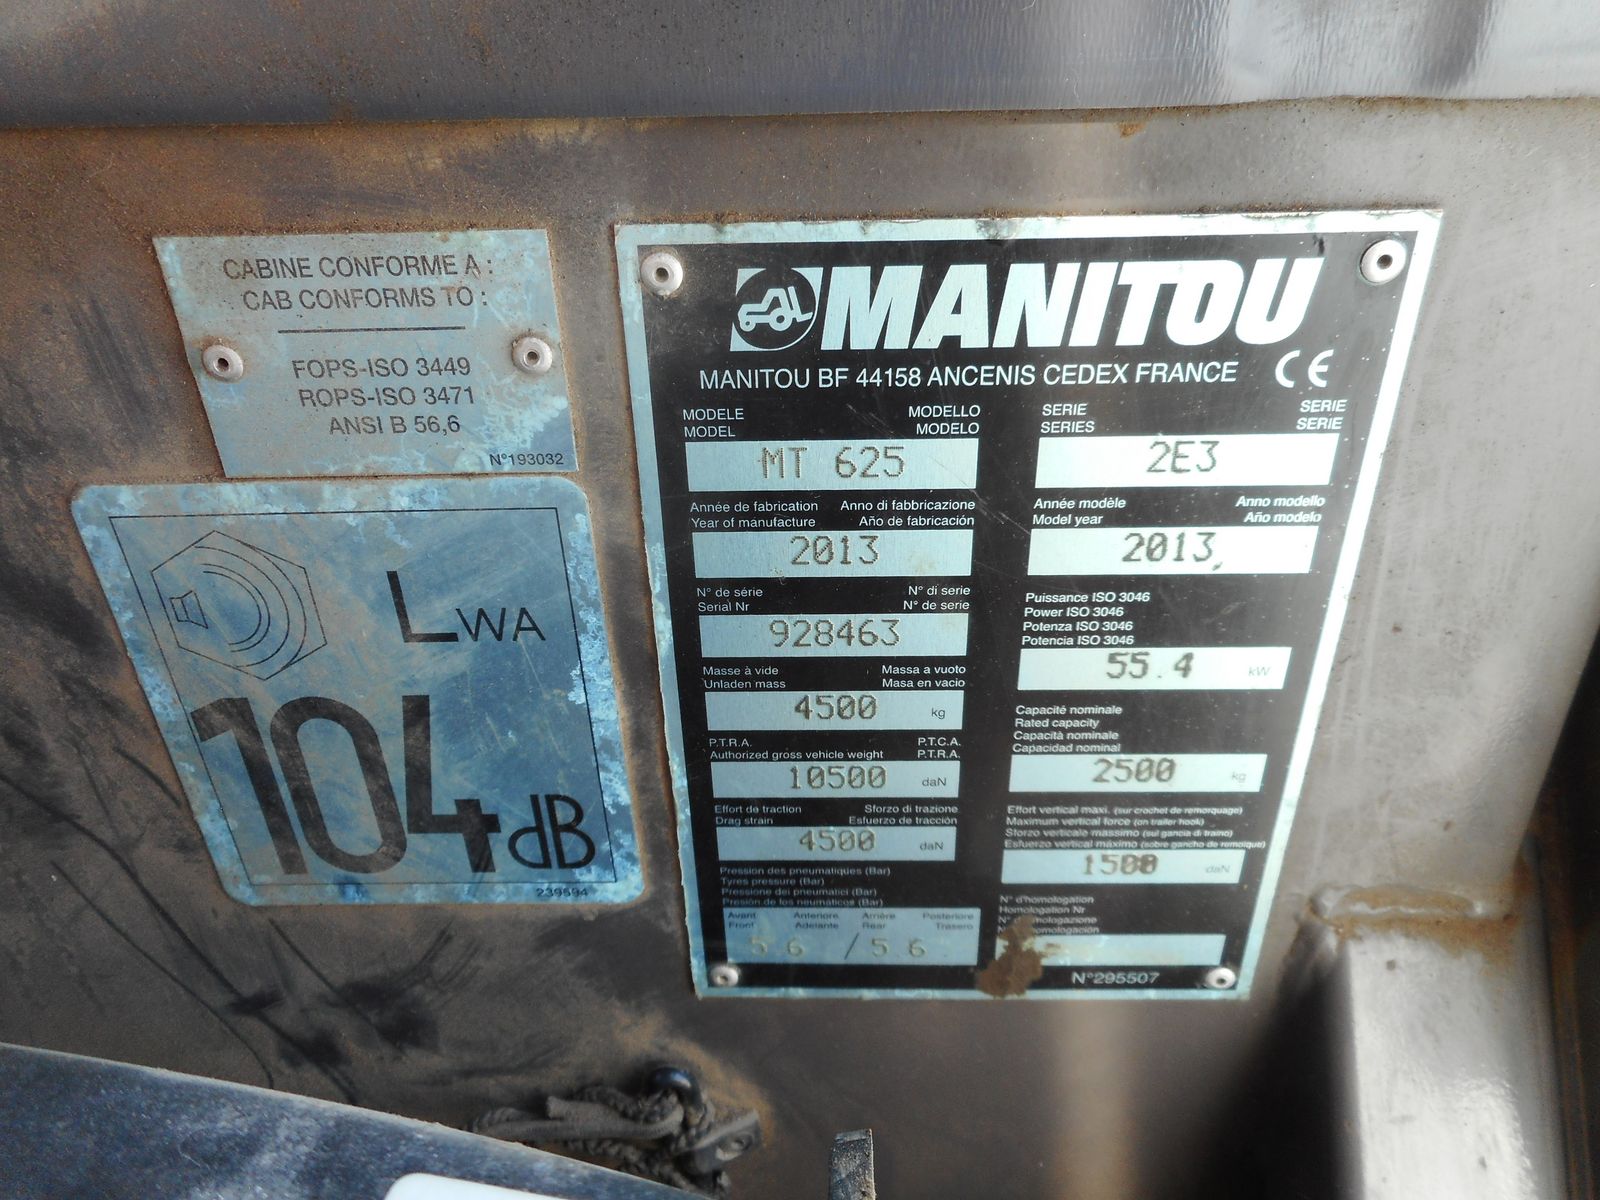 CABINE CONFORME A :
CAB CONFORMS TO :
FOPS-ISO 3449
ROPS-ISO 3471
ANSI B 56,6
N°193032
LWA
104dB
239594
MANITOU
MANITOU BF 44158 ANCENIS CEDEX FRANCE CE
MODELE MODELLO
MODEL MODELO
MT 625
SERIE SERIE
SERIES SERIE
2E3
Année de fabrication Anno di fabbricazione
Year of manufacture Año de fabricación
2013
Année modèle Anno modello
Model year Año modelo
2013
N° de série N° di serie
Serial Nr N° de serie
928463
Puissance ISO 3046
Power ISO 3046
Potenza ISO 3046
Potencia ISO 3046
55.4 kW
Masse à vide Massa a vuoto
Unladen mass Masa en vacio
4500 kg
Capacité nominale
Rated capacity
Capacità nominale
Capacidad nominal
2500 kg
P.T.R.A. P.T.C.A.
Authorized gross vehicle weight P.T.R.A.
10500 daN
Effort de traction Sforzo di trazione
Drag strain Esfuerzo de tracción
4500 daN
Effort vertical maxi. (sur crochet de remorquage)
Maximum vertical force (on trailer hook)
Sforzo verticale massimo (sul gancio di traino)
Esfuerzo vertical máximo (sobre gancho de remolque)
1500 daN
Pression des pneumatiques (Bar)
Tyres pressure (Bar)
Pressione dei pneumatici (Bar)
Presión de los neumáticos (Bar)
Avant Anteriore Arrière Posteriore
Front Adelante Rear Trasero
5.6 / 5.6
N° d'homologation
Homologation Nr
N° omologazione
homologación
N°295507